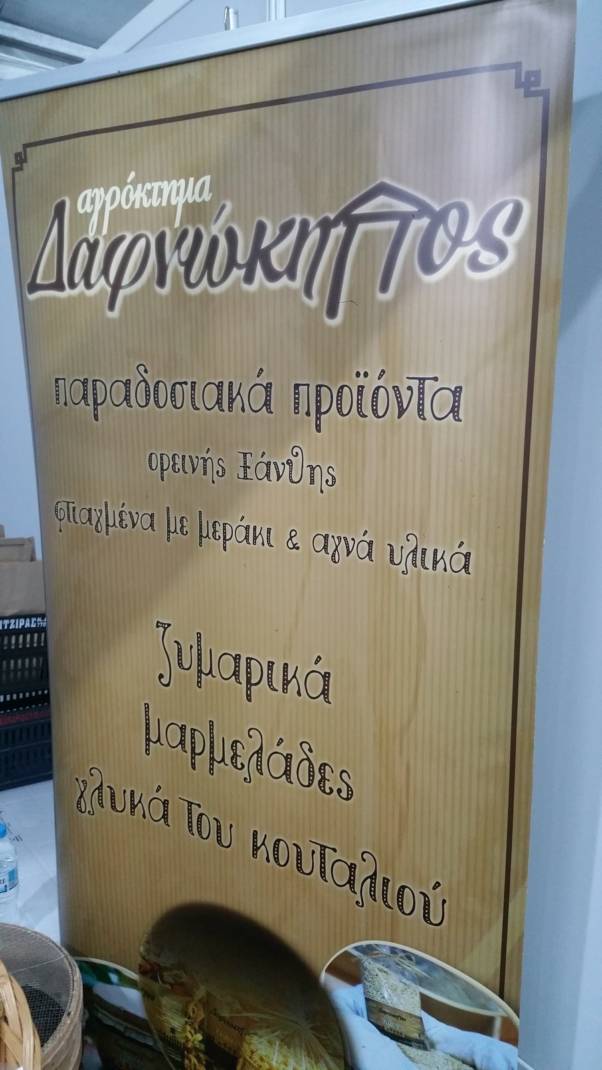 αγρόκτημα
Δαφνώκηπος
παραδοσιακά προϊόντα
ορεινής Ξάνθης
φτιαγμένα με μεράκι & αγνά υλικά
ζυμαρικά
μαρμελάδες
γλυκά του κουταλιού